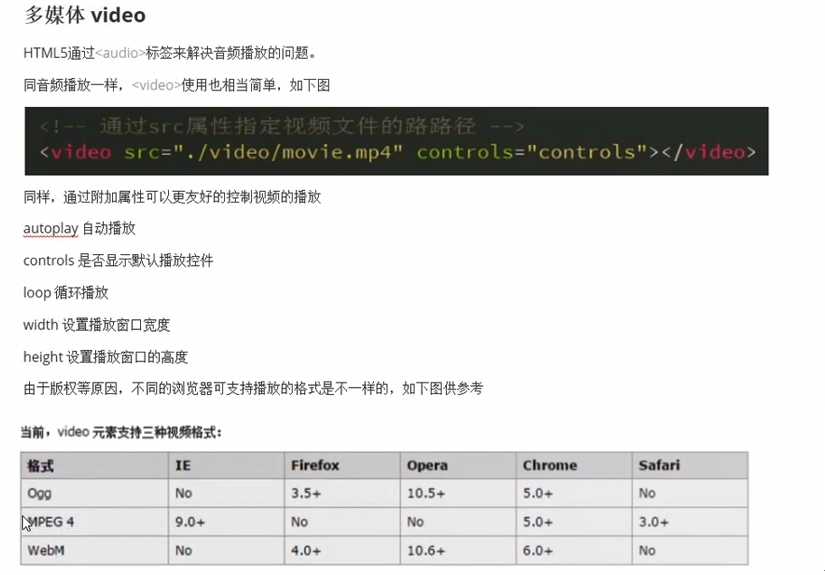 多媒体 video
HTML5通过<audio>标签来解决音频播放的问题。
同音频播放一样，<video>使用也相当简单，如下图
<!-- 通过src属性指定视频文件的路路径 -->
<video src="./video/movie.mp4" controls="controls"></video>
同样，通过附加属性可以更友好的控制视频的播放
autoplay 自动播放
controls 是否显示默认播放控件
loop 循环播放
width 设置播放窗口宽度
height 设置播放窗口的高度
由于版权等原因，不同的浏览器可支持播放的格式是不一样的，如下图供参考
当前，video 元素支持三种视频格式：
格式 IE Firefox Opera Chrome Safari
Ogg No 3.5+ 10.5+ 5.0+ No
MPEG 4 9.0+ No No 5.0+ 3.0+
WebM No 4.0+ 10.6+ 6.0+ No